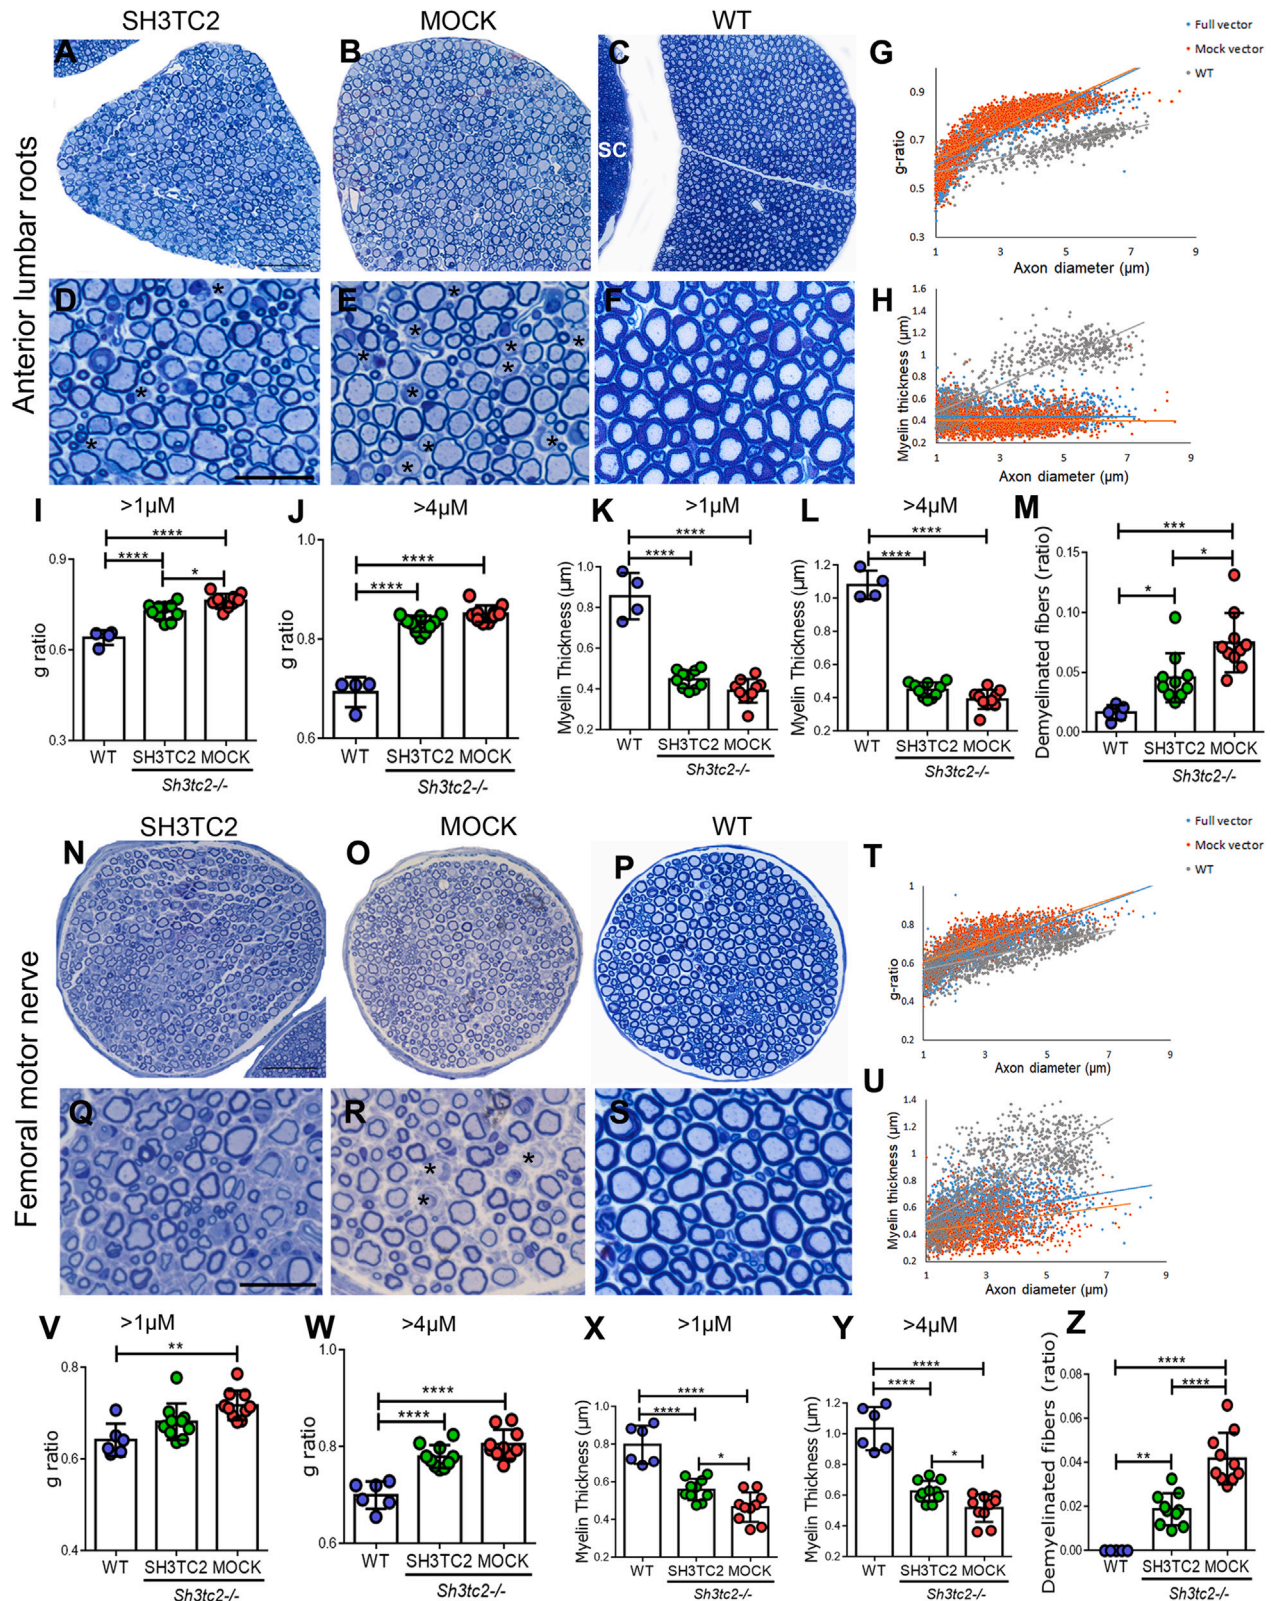 SH3TC2 MOCK WT
Anterior lumbar roots
A
B
C
SC
D
* * *
E
* * * * * * * * * *
F
G
Full vector
Mock vector
WT
g-ratio
0.9
0.7
0.5
0.3
1 3 5 7 9
Axon diameter (µm)
H
Myelin thickness (µm)
1.6
1.4
1.2
1
0.8
0.6
0.4
0.2
1 3 5 7 9
Axon diameter (µm)
I
>1µM
****
****
*
g ratio
0.9
0.6
0.3
WT SH3TC2 MOCK
Sh3tc2-/-
J
>4µM
****
****
g ratio
1.0
0.8
0.6
WT SH3TC2 MOCK
Sh3tc2-/-
K
>1µM
****
****
Myelin Thickness (µm)
1.0
0.8
0.6
0.4
0.2
WT SH3TC2 MOCK
Sh3tc2-/-
L
>4µM
****
****
Myelin Thickness (µm)
1.2
1.0
0.8
0.6
0.4
0.2
WT SH3TC2 MOCK
Sh3tc2-/-
M
***
*
*
Demyelinated fibers (ratio)
0.15
0.10
0.05
0.00
WT SH3TC2 MOCK
Sh3tc2-/-
SH3TC2 MOCK WT
Femoral motor nerve
N
O
P
Q
R
* * *
S
T
Full vector
Mock vector
WT
g-ratio
1
0.8
0.6
0.4
0.2
1 3 5 7 9
Axon diameter (µm)
U
Myelin thickness (µm)
1.4
1.2
1
0.8
0.6
0.4
0.2
1 3 5 7 9
Axon diameter (µm)
V
>1µM
**
g ratio
0.8
0.6
0.4
WT SH3TC2 MOCK
Sh3tc2-/-
W
>4µM
****
****
g ratio
1.0
0.8
0.6
WT SH3TC2 MOCK
Sh3tc2-/-
X
>1µM
****
****
*
Myelin Thickness (µm)
1.0
0.8
0.6
0.4
0.2
WT SH3TC2 MOCK
Sh3tc2-/-
Y
>4µM
****
****
*
Myelin Thickness (µm)
1.2
1.0
0.8
0.6
0.4
0.2
WT SH3TC2 MOCK
Sh3tc2-/-
Z
****
****
**
Demyelinated fibers (ratio)
0.08
0.06
0.04
0.02
0.00
WT SH3TC2 MOCK
Sh3tc2-/-